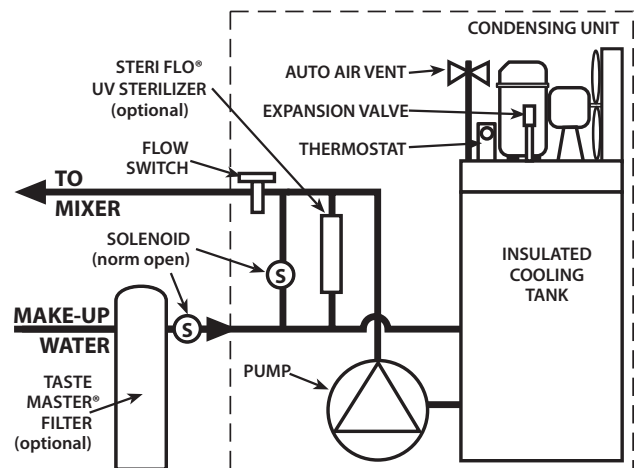 CONDENSING UNIT
STERI FLO®
UV STERILIZER
(optional)
AUTO AIR VENT
EXPANSION VALVE
THERMOSTAT
FLOW
SWITCH
TO
MIXER
SOLENOID
(norm open)
S
INSULATED
COOLING
TANK
MAKE-UP
WATER
S
PUMP
TASTE
MASTER®
FILTER
(optional)